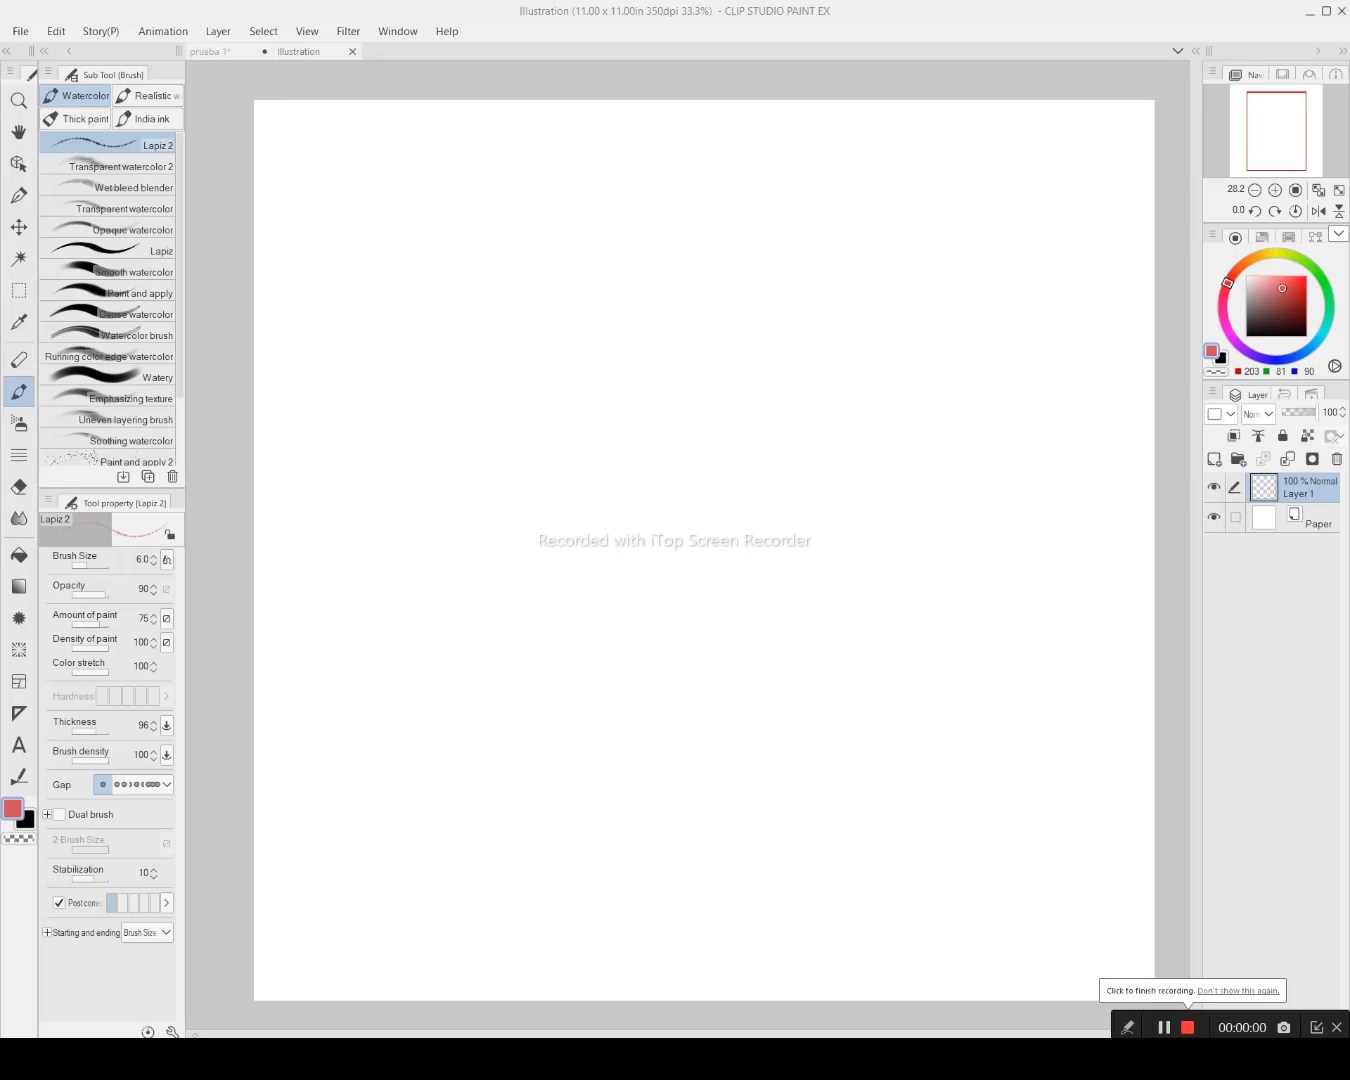 Illustration (11.00 x 11.00in 350dpi 33.3%) - CLIP STUDIO PAINT EX
File Edit Story(P) Animation Layer Select View Filter Window Help
prueba 1* Illustration
Sub Tool [Brush]
Watercolor Realistic w
Thick paint India ink
Lapiz 2
Transparent watercolor 2
Wet bleed blender
Transparent watercolor
Opaque watercolor
Lapiz
Smooth watercolor
Paint and apply
Dense watercolor
Watercolor brush
Running color edge watercolor
Watery
Emphasizing texture
Uneven layering brush
Soothing watercolor
Paint and apply 2
Tool property [Lapiz 2]
Lapiz 2
Brush Size 6.0
Opacity 90
Amount of paint 75
Density of paint 100
Color stretch 100
Hardness
Thickness 96
Brush density 100
Gap
Dual brush
2-Brush Size
Stabilization 10
Post correc
Starting and ending Brush Size
Recorded with iTop Screen Recorder
Navi
28.2
0.0
203 81 90
Layer
Norm 100
100 % Normal
Layer 1
Paper
Click to finish recording. Don't show this again.
00:00:00